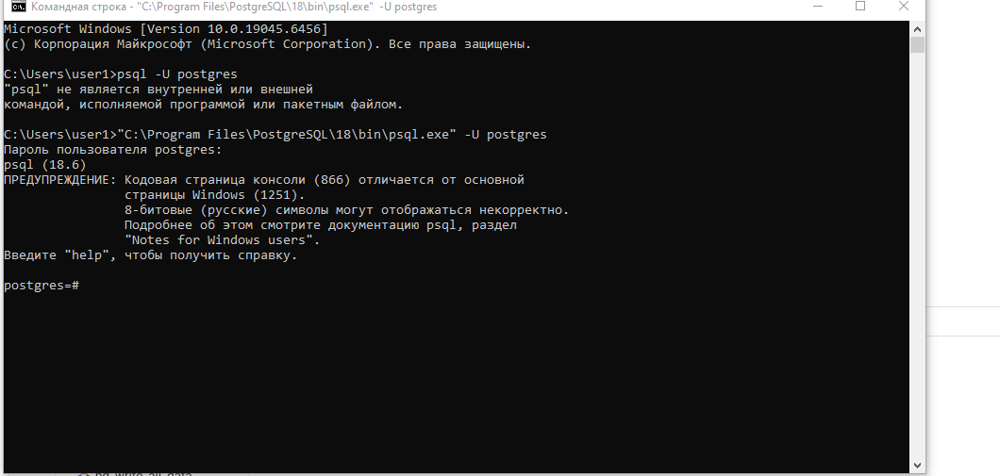 Командная строка - "C:\Program Files\PostgreSQL\18\bin\psql.exe" -U postgres
Microsoft Windows [Version 10.0.19045.6456]
(c) Корпорация Майкрософт (Microsoft Corporation). Все права защищены.
C:\Users\user1>psql -U postgres
"psql" не является внутренней или внешней
командой, исполняемой программой или пакетным файлом.
C:\Users\user1>"C:\Program Files\PostgreSQL\18\bin\psql.exe" -U postgres
Пароль пользователя postgres:
psql (18.6)
ПРЕДУПРЕЖДЕНИЕ: Кодовая страница консоли (866) отличается от основной
страницы Windows (1251).
8-битовые (русские) символы могут отображаться некорректно.
Подробнее об этом смотрите документацию psql, раздел
"Notes for Windows users".
Введите "help", чтобы получить справку.
postgres=#